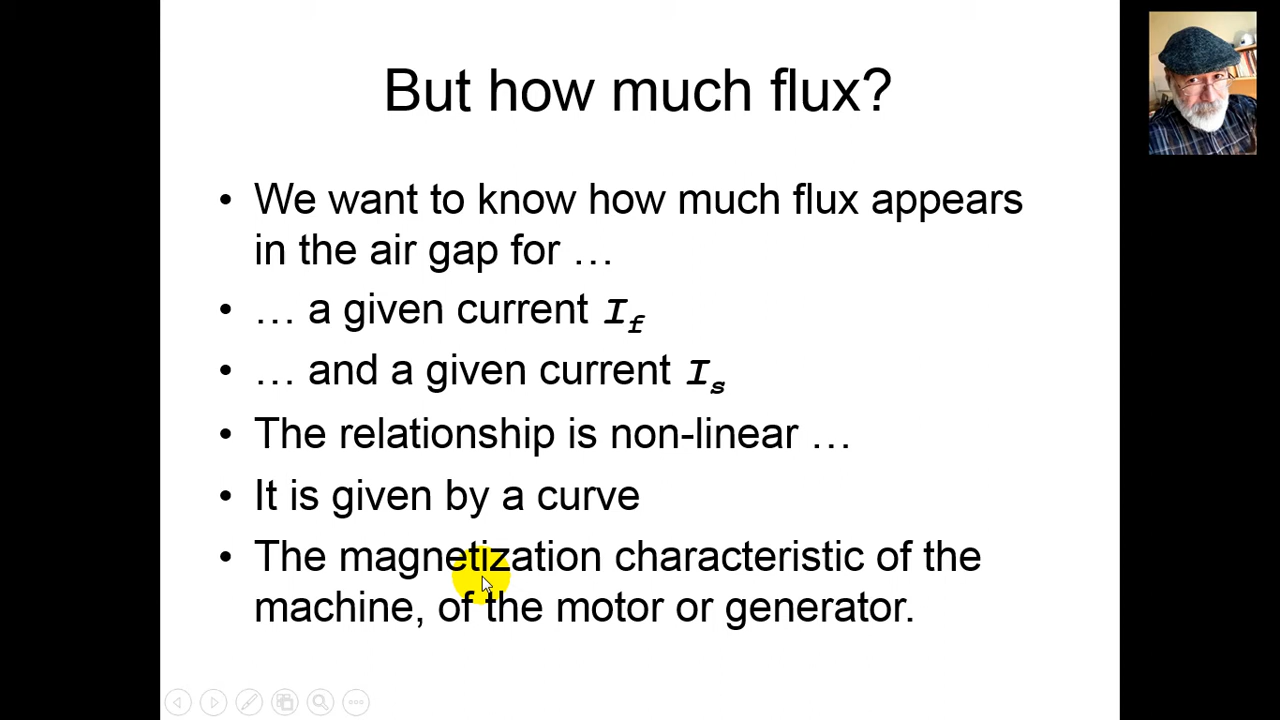 But how much flux?
• We want to know how much flux appears
in the air gap for …
• … a given current If
• … and a given current Is
• The relationship is non-linear …
• It is given by a curve
• The magnetization characteristic of the
machine, of the motor or generator.